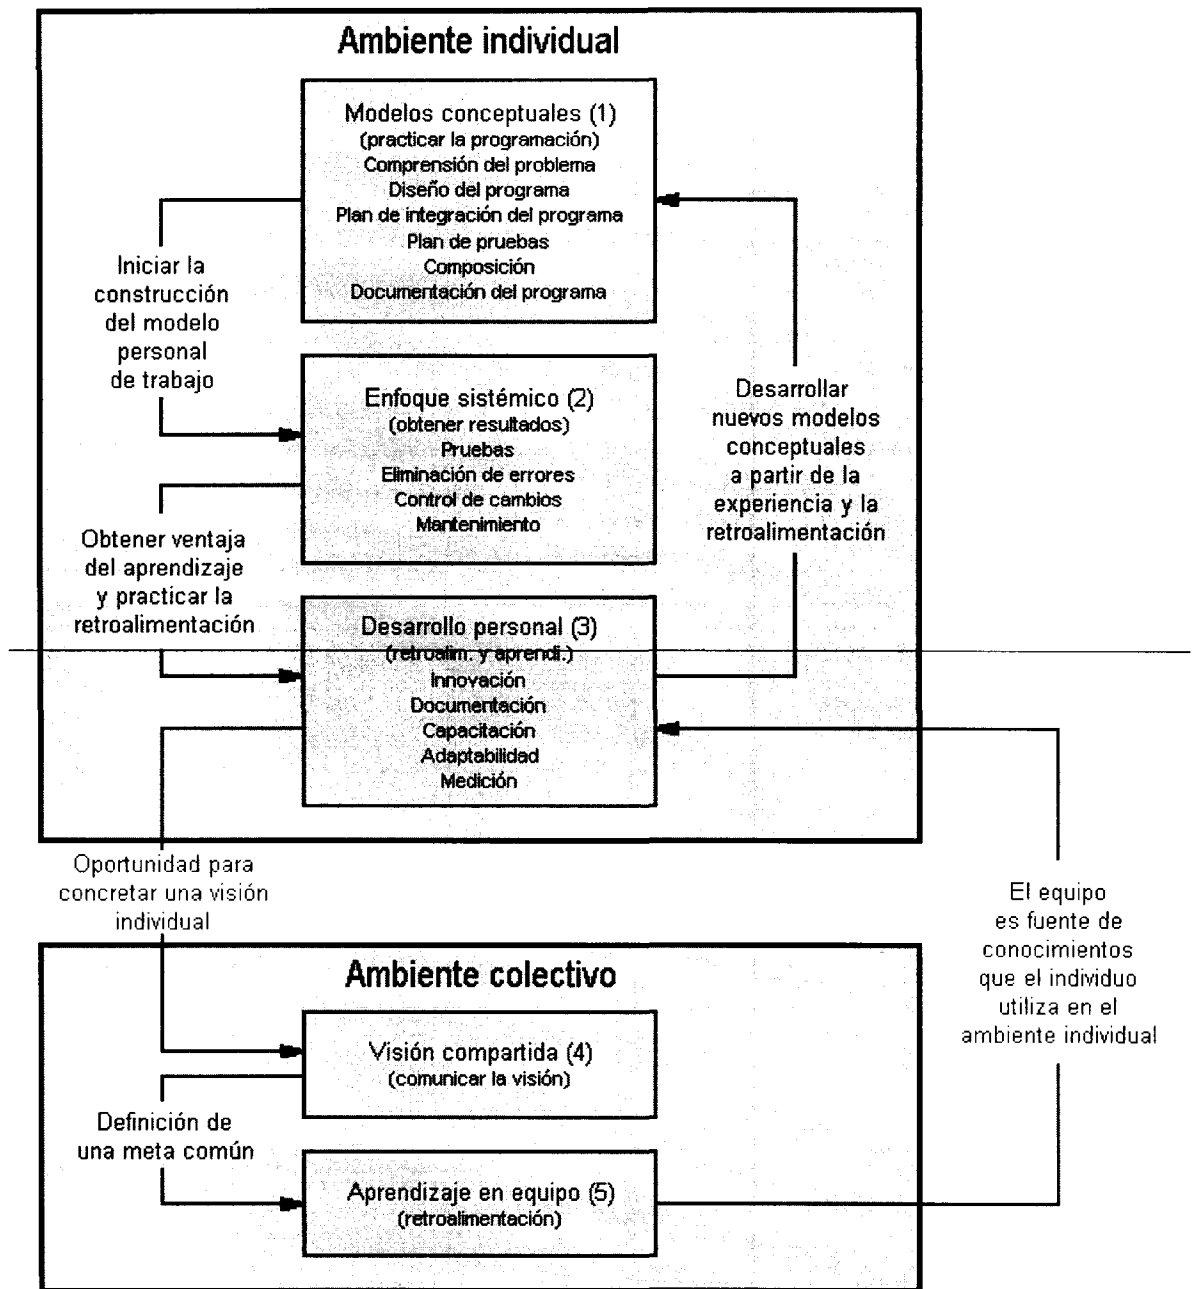 Ambiente individual
Modelos conceptuales (1)
(practicar la programación)
Comprensión del problema
Diseño del programa
Plan de integración del programa
Plan de pruebas
Composición
Documentación del programa
Iniciar la
construcción
del modelo
personal
de trabajo
Enfoque sistémico (2)
(obtener resultados)
Pruebas
Eliminación de errores
Control de cambios
Mantenimiento
Desarrollar
nuevos modelos
conceptuales
a partir de la
experiencia y la
retroalimentación
Obtener ventaja
del aprendizaje
y practicar la
retroalimentación
Desarrollo personal (3)
(retroalim. y aprendi.)
Innovación
Documentación
Capacitación
Adaptabilidad
Medición
Oportunidad para
concretar una visión
individual
El equipo
es fuente de
conocimientos
que el individuo
utiliza en el
ambiente individual
Ambiente colectivo
Visión compartida (4)
(comunicar la visión)
Definición de
una meta común
Aprendizaje en equipo (5)
(retroalimentación)